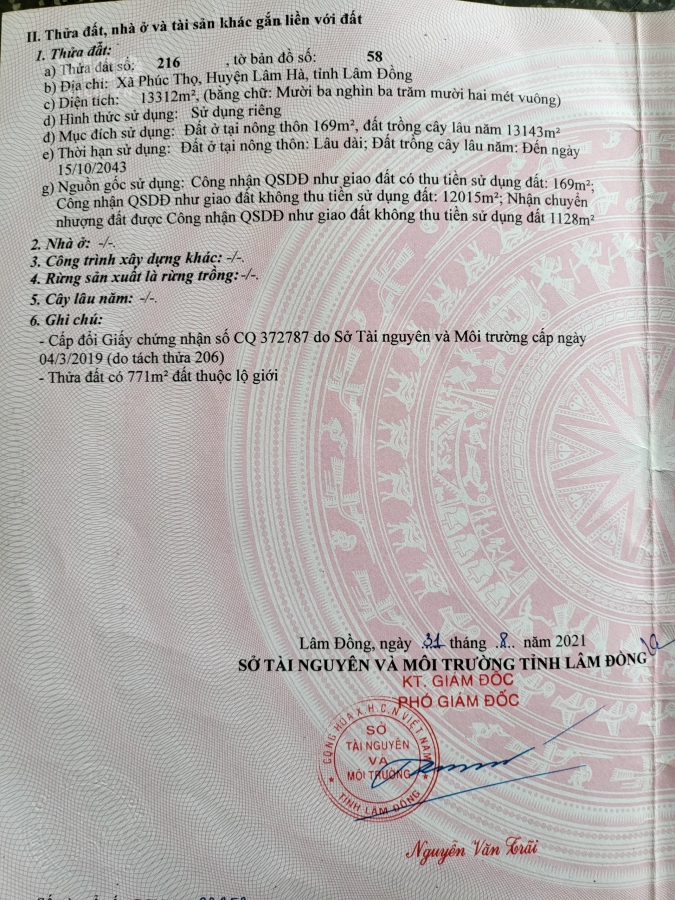 II. Thửa đất, nhà ở và tài sản khác gắn liền với đất
1. Thửa đất:
a) Thửa đất số: 216 , tờ bản đồ số: 58
b) Địa chỉ: Xã Phúc Thọ, Huyện Lâm Hà, tỉnh Lâm Đồng
c) Diện tích: 13312m², (bằng chữ: Mười ba nghìn ba trăm mười hai mét vuông)
d) Hình thức sử dụng: Sử dụng riêng
đ) Mục đích sử dụng: Đất ở tại nông thôn 169m², đất trồng cây lâu năm 13143m²
e) Thời hạn sử dụng: Đất ở tại nông thôn: Lâu dài; Đất trồng cây lâu năm: Đến ngày
15/10/2043
g) Nguồn gốc sử dụng: Công nhận QSDĐ như giao đất có thu tiền sử dụng đất: 169m²;
Công nhận QSDĐ như giao đất không thu tiền sử dụng đất: 12015m²; Nhận chuyển
nhượng đất được Công nhận QSDĐ như giao đất không thu tiền sử dụng đất 1128m²
2. Nhà ở: -/-.
3. Công trình xây dựng khác: -/-.
4. Rừng sản xuất là rừng trồng: -/-.
5. Cây lâu năm: -/-.
6. Ghi chú:
- Cấp đổi Giấy chứng nhận số CQ 372787 do Sở Tài nguyên và Môi trường cấp ngày
04/3/2019 (do tách thửa 206)
- Thửa đất có 771m² đất thuộc lộ giới
Lâm Đồng, ngày 31 tháng 8 năm 2021
SỞ TÀI NGUYÊN VÀ MÔI TRƯỜNG TỈNH LÂM ĐỒNG
KT. GIÁM ĐỐC
PHÓ GIÁM ĐỐC
CỘNG HÒA X.H.C.N VIỆT NAM
SỞ
TÀI NGUYÊN
VÀ
MÔI TRƯỜNG
TỈNH LÂM ĐỒNG
Nguyễn Văn Trãi